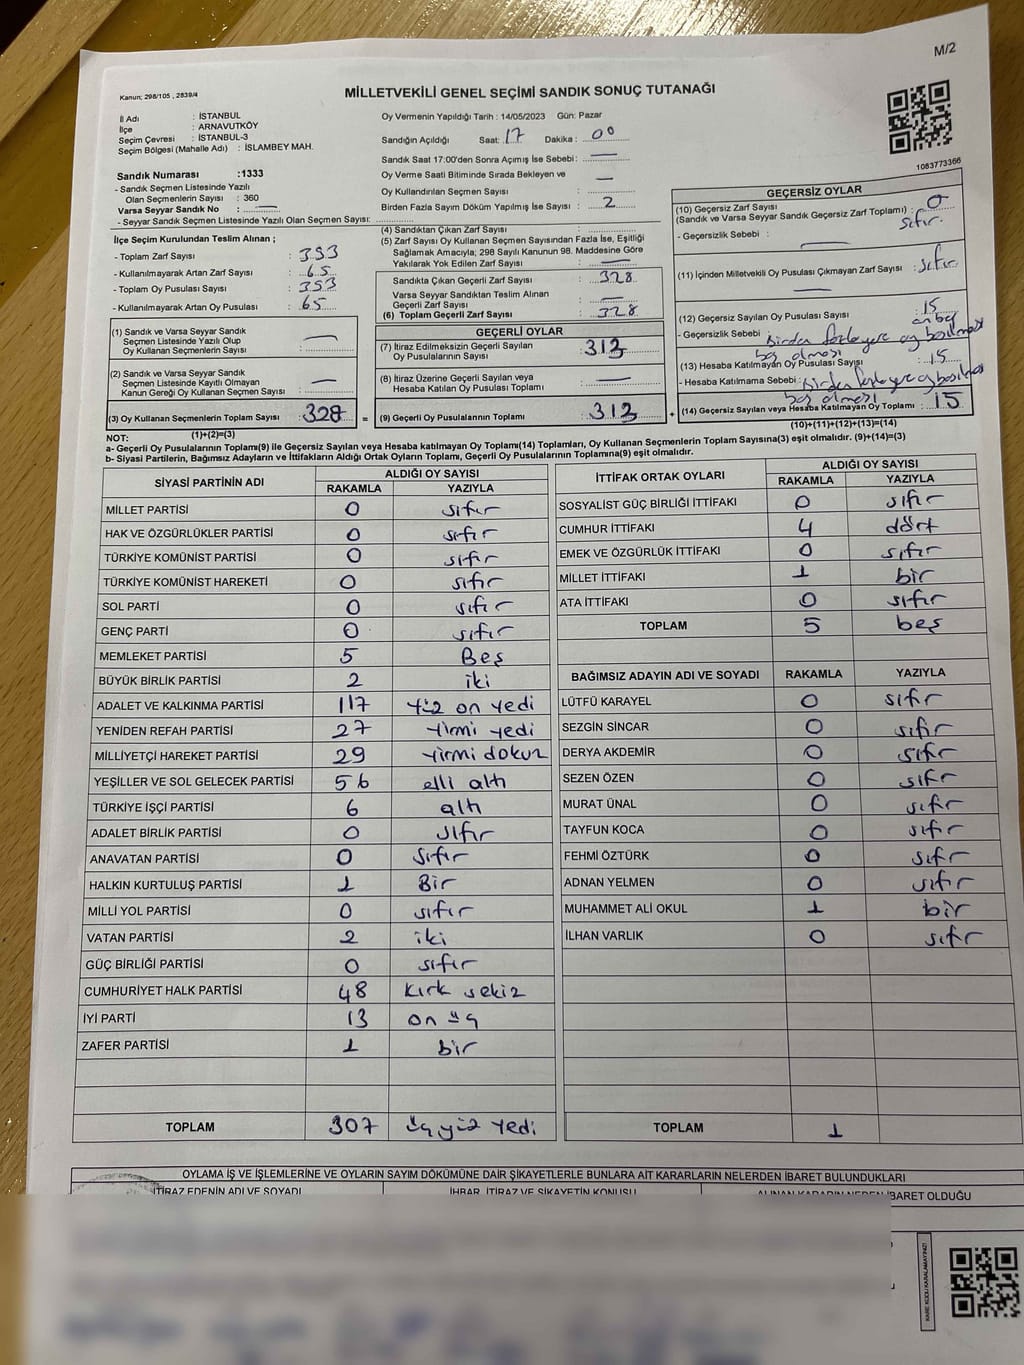 M/2
Kanun; 298/105 , 2839/4
MİLLETVEKİLİ GENEL SEÇİMİ SANDIK SONUÇ TUTANAĞI
İl Adı : İSTANBUL
İlçe : ARNAVUTKÖY
Seçim Çevresi : İSTANBUL-3
Seçim Bölgesi (Mahalle Adı) : İSLAMBEY MAH.
Sandık Numarası :1333
- Sandık Seçmen Listesinde Yazılı
Olan Seçmenlerin Sayısı : 360
Varsa Seyyar Sandık No : —
- Seyyar Sandık Seçmen Listesinde Yazılı Olan Seçmen Sayısı:
Oy Vermenin Yapıldığı Tarih : 14/05/2023 Gün: Pazar
Sandığın Açıldığı Saat: 17 Dakika : 00
Sandık Saat 17:00'den Sonra Açımış İse Sebebi: —
Oy Verme Saati Bitiminde Sırada Bekleyen ve
Oy Kullandırılan Seçmen Sayısı : —
Birden Fazla Sayım Döküm Yapılmış İse Sayısı : 2
1083773366
İlçe Seçim Kurulundan Teslim Alınan ;
- Toplam Zarf Sayısı : 393
- Kullanılmayarak Artan Zarf Sayısı : 65
- Toplam Oy Pusulası Sayısı : 353
- Kullanılmayarak Artan Oy Pusulası : 65
(4) Sandıktan Çıkan Zarf Sayısı :
(5) Zarf Sayısı Oy Kullanan Seçmen Sayısından Fazla İse, Eşitliği
Sağlamak Amacıyla, 298 Sayılı Kanunun 98. Maddesine Göre
Yakılarak Yok Edilen Zarf Sayısı : —
Sandıkta Çıkan Geçerli Zarf Sayısı : 328
Varsa Seyyar Sandıktan Teslim Alınan
Geçerli Zarf Sayısı : —
(6) Toplam Geçerli Zarf Sayısı : 328
GEÇERSİZ OYLAR
(10) Geçersiz Zarf Sayısı
(Sandık ve Varsa Seyyar Sandık Geçersiz Zarf Toplamı) : 0
sıfır
- Geçersizlik Sebebi : —
(11) İçinden Milletvekili Oy Pusulası Çıkmayan Zarf Sayısı : sıfır
—
(12) Geçersiz Sayılan Oy Pusulası Sayısı : 15
on beş
- Geçersizlik Sebebi : Birden fazla yere oy basılması
boş olması
(13) Hesaba Katılmayan Oy Pusulası Sayısı : 15
- Hesaba Katılmama Sebebi : Birden fazla yere oy basılması
boş olması
(14) Geçersiz Sayılan veya Hesaba Katılmayan Oy Toplamı : 15
(10)+(11)+(12)+(13)=(14)
(1) Sandık ve Varsa Seyyar Sandık
Seçmen Listesinde Yazılı Olup
Oy Kullanan Seçmenlerin Sayısı : —
(2) Sandık ve Varsa Seyyar Sandık
Seçmen Listesinde Kayıtlı Olmayan
Kanun Gereği Oy Kullanan Seçmen Sayısı : —
(3) Oy Kullanan Seçmenlerin Toplam Sayısı : 328 =
(1)+(2)=(3)
GEÇERLİ OYLAR
(7) İtiraz Edilmeksizin Geçerli Sayılan
Oy Pusulalarının Sayısı : 313
(8) İtiraz Üzerine Geçerli Sayılan veya
Hesaba Katılan Oy Pusulası Toplamı : —
(9) Geçerli Oy Pusulalarının Toplamı : 313 +
NOT:
a- Geçerli Oy Pusulalarının Toplamı(9) ile Geçersiz Sayılan veya Hesaba katılmayan Oy Toplamı(14) Toplamları, Oy Kullanan Seçmenlerin Toplam Sayısına(3) eşit olmalıdır. (9)+(14)=(3)
b- Siyasi Partilerin, Bağımsız Adayların ve İttifakların Aldığı Ortak Oyların Toplamı, Geçerli Oy Pusulalarının Toplamına(9) eşit olmalıdır.
SİYASİ PARTİNİN ADI ALDIĞI OY SAYISI
RAKAMLA YAZIYLA
MİLLET PARTİSİ 0 sıfır
HAK VE ÖZGÜRLÜKLER PARTİSİ 0 sıfır
TÜRKİYE KOMÜNİST PARTİSİ 0 sıfır
TÜRKİYE KOMÜNİST HAREKETİ 0 sıfır
SOL PARTİ 0 sıfır
GENÇ PARTİ 0 sıfır
MEMLEKET PARTİSİ 5 Beş
BÜYÜK BİRLİK PARTİSİ 2 iki
ADALET VE KALKINMA PARTİSİ 117 yüz on yedi
YENİDEN REFAH PARTİSİ 27 yirmi yedi
MİLLİYETÇİ HAREKET PARTİSİ 29 yirmi dokuz
YEŞİLLER VE SOL GELECEK PARTİSİ 56 elli altı
TÜRKİYE İŞÇİ PARTİSİ 6 altı
ADALET BİRLİK PARTİSİ 0 sıfır
ANAVATAN PARTİSİ 0 sıfır
HALKIN KURTULUŞ PARTİSİ 1 Bir
MİLLİ YOL PARTİSİ 0 sıfır
VATAN PARTİSİ 2 iki
GÜÇ BİRLİĞİ PARTİSİ 0 sıfır
CUMHURİYET HALK PARTİSİ 48 kırk sekiz
İYİ PARTİ 13 on üç
ZAFER PARTİSİ 1 bir
TOPLAM 307 üç yüz yedi
İTTİFAK ORTAK OYLARI ALDIĞI OY SAYISI
RAKAMLA YAZIYLA
SOSYALİST GÜÇ BİRLİĞİ İTTİFAKI 0 sıfır
CUMHUR İTTİFAKI 4 dört
EMEK VE ÖZGÜRLÜK İTTİFAKI 0 sıfır
MİLLET İTTİFAKI 1 bir
ATA İTTİFAKI 0 sıfır
TOPLAM 5 beş
BAĞIMSIZ ADAYIN ADI VE SOYADI RAKAMLA YAZIYLA
LÜTFÜ KARAYEL 0 sıfır
SEZGİN SİNCAR 0 sıfır
DERYA AKDEMİR 0 sıfır
SEZEN ÖZEN 0 sıfır
MURAT ÜNAL 0 sıfır
TAYFUN KOCA 0 sıfır
FEHMİ ÖZTÜRK 0 sıfır
ADNAN YELMEN 0 sıfır
MUHAMMET ALİ OKUL 1 bir
İLHAN VARLIK 0 sıfır
TOPLAM 1
OYLAMA İŞ VE İŞLEMLERİNE VE OYLARIN SAYIM DÖKÜMÜNE DAİR ŞİKAYETLERLE BUNLARA AİT KARARLARIN NELERDEN İBARET BULUNDUKLARI
İTİRAZ EDENİN ADI VE SOYADI İHBAR, İTİRAZ VE ŞİKAYETİN KONUSU ALINAN KARARIN NEDEN İBARET OLDUĞU
KARE KODU KARALAMAYINIZ!